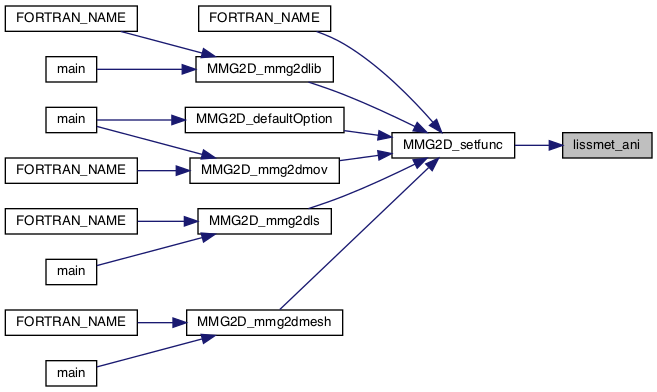 FORTRAN_NAME
FORTRAN_NAME
main
MMG2D_mmg2dlib
main
MMG2D_defaultOption
MMG2D_setfunc
lissmet_ani
FORTRAN_NAME
MMG2D_mmg2dmov
FORTRAN_NAME
MMG2D_mmg2dls
main
FORTRAN_NAME
MMG2D_mmg2dmesh
main